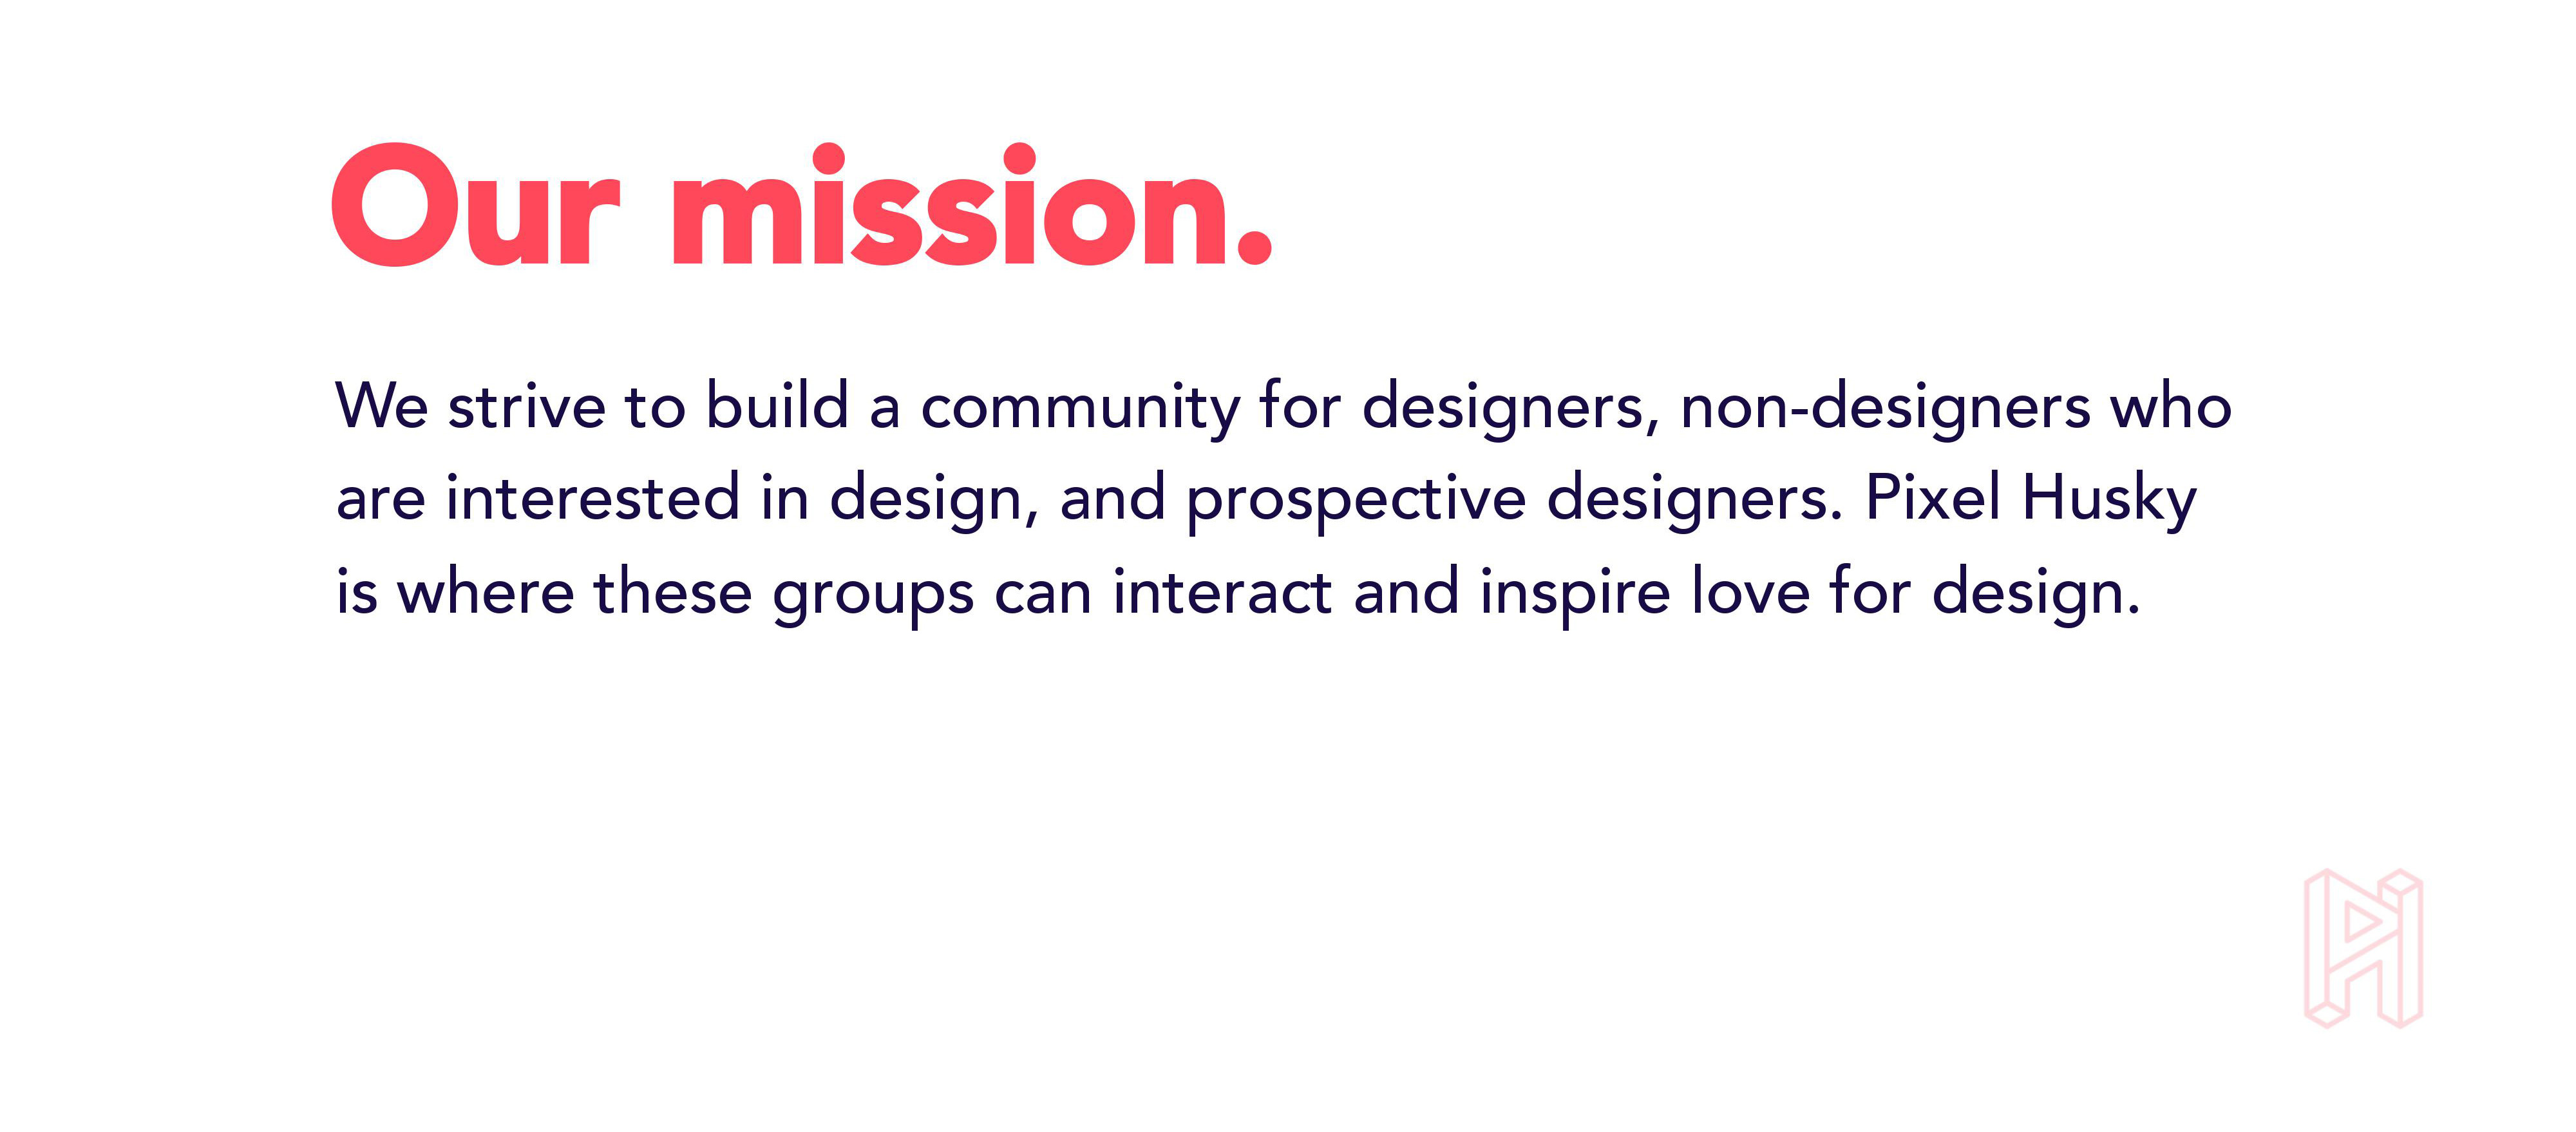 Our mission.
We strive to build a community for designers, non-designers who
are interested in design, and prospective designers. Pixel Husky
is where these groups can interact and inspire love for design.